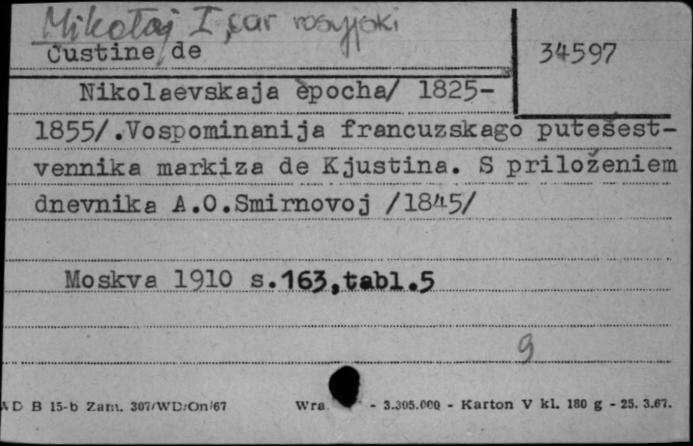 Mikołaj I, car rosyjski
Custine de
34597
Nikolaevskaja èpocha/ 1825-
1855/.Vospominanija francuzskago putešest-
vennika markiza de Kjustina. S priloženiem
dnevnika A.O.Smirnovoj /1845/
Moskva 1910 s.163,tabl.5
9
WD B 15-b Zam. 307/WD/On/67 Wra - 3.305.000 - Karton V kl. 180 g - 25. 3.67.